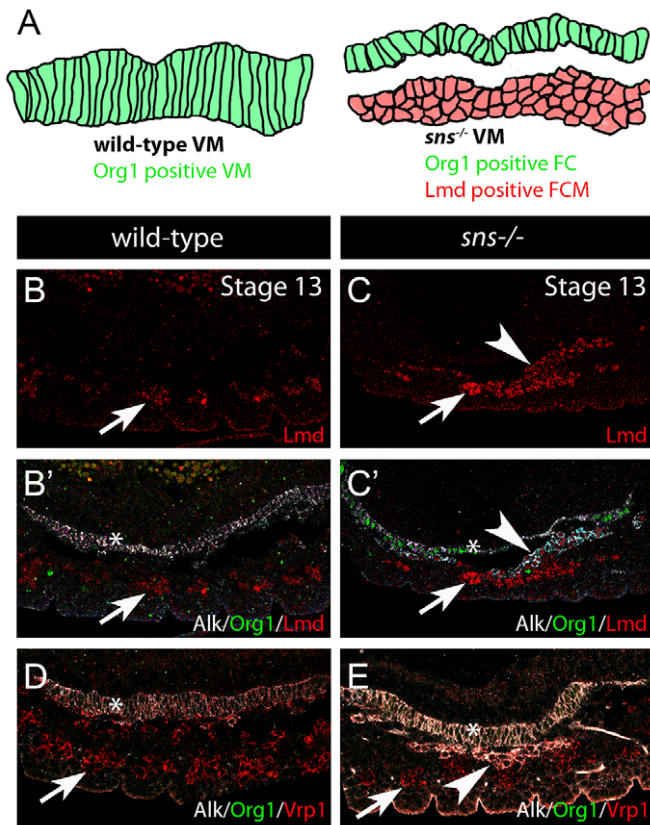 A
wild-type VM
Org1 positive VM
sns-/- VM
Org1 positive FC
Lmd positive FCM
wild-type
sns-/-
B
Stage 13
Lmd
C
Stage 13
Lmd
B'
*
Alk/Org1/Lmd
C'
*
Alk/Org1/Lmd
D
*
Alk/Org1/Vrp1
E
*
Alk/Org1/Vrp1